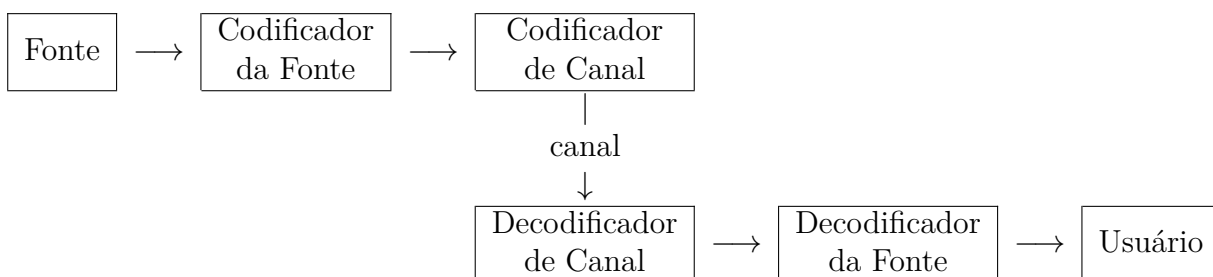 Fonte
Codificador
da Fonte
Codificador
de Canal
canal
Decodificador
de Canal
Decodificador
da Fonte
Usuário